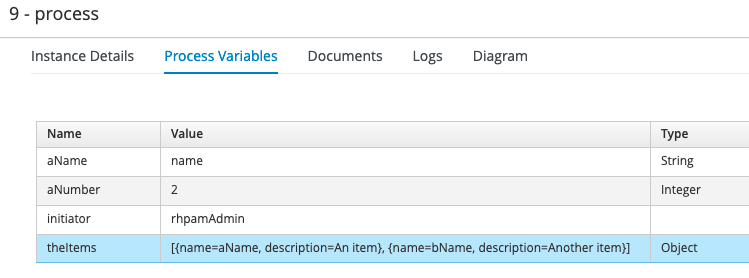 9 - process
Instance Details Process Variables Documents Logs Diagram
Name Value Type
aName name String
aNumber 2 Integer
initiator rhpamAdmin
theItems [{name=aName, description=An item}, {name=bName, description=Another item}] Object